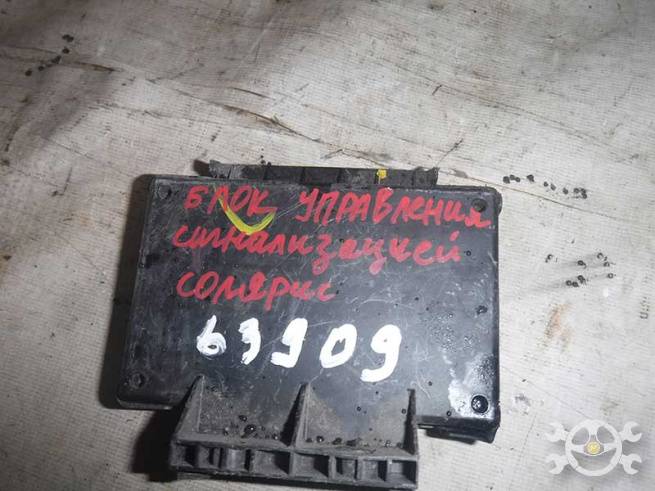 БЛОК УПРАВЛЕНИЯ
сигнализацией
солярис
63909